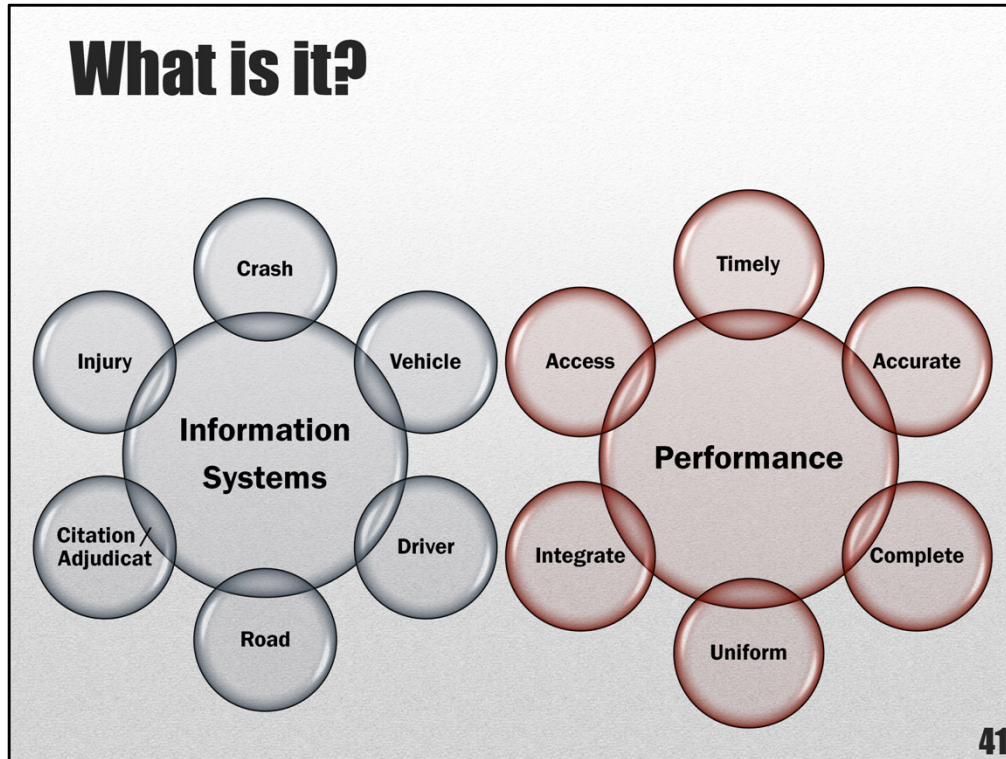 What is it?
Crash
Injury
Vehicle
Information
Systems
Citation /
Adjudicat
Driver
Road
Timely
Access
Accurate
Performance
Integrate
Complete
Uniform
41